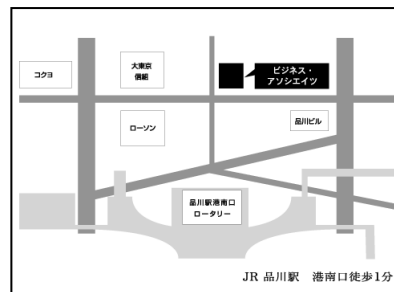 コクヨ
大東京
信組
ビジネス・
アソシエイツ
ローソン
品川ビル
品川駅港南口
ロータリー
JR 品川駅　港南口徒歩1分